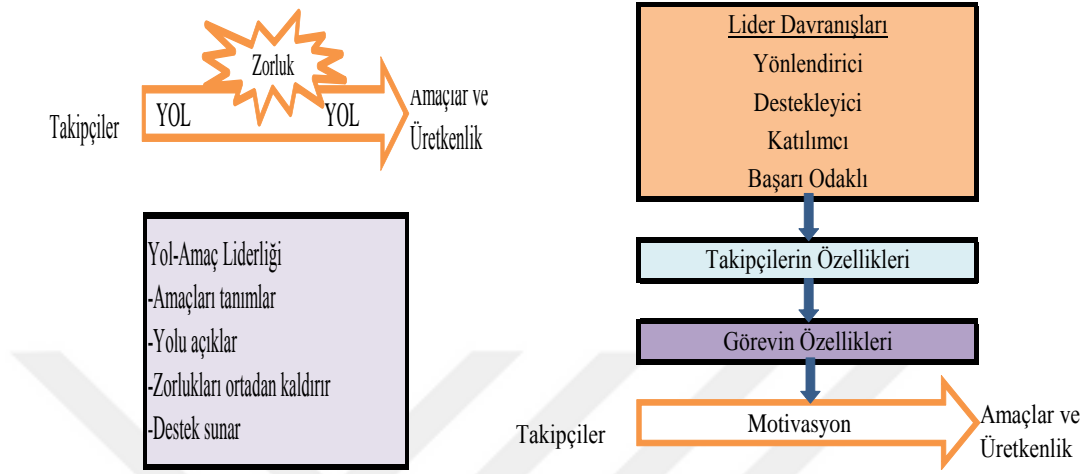 Zorluk
Takipçiler
YOL
YOL
Amaçlar ve
Üretkenlik
Yol-Amaç Liderliği
-Amaçları tanımlar
-Yolu açıklar
-Zorlukları ortadan kaldırır
-Destek sunar
Lider Davranışları
Yönlendirici
Destekleyici
Katılımcı
Başarı Odaklı
Takipçilerin Özellikleri
Görevin Özellikleri
Takipçiler
Motivasyon
Amaçlar ve
Üretkenlik